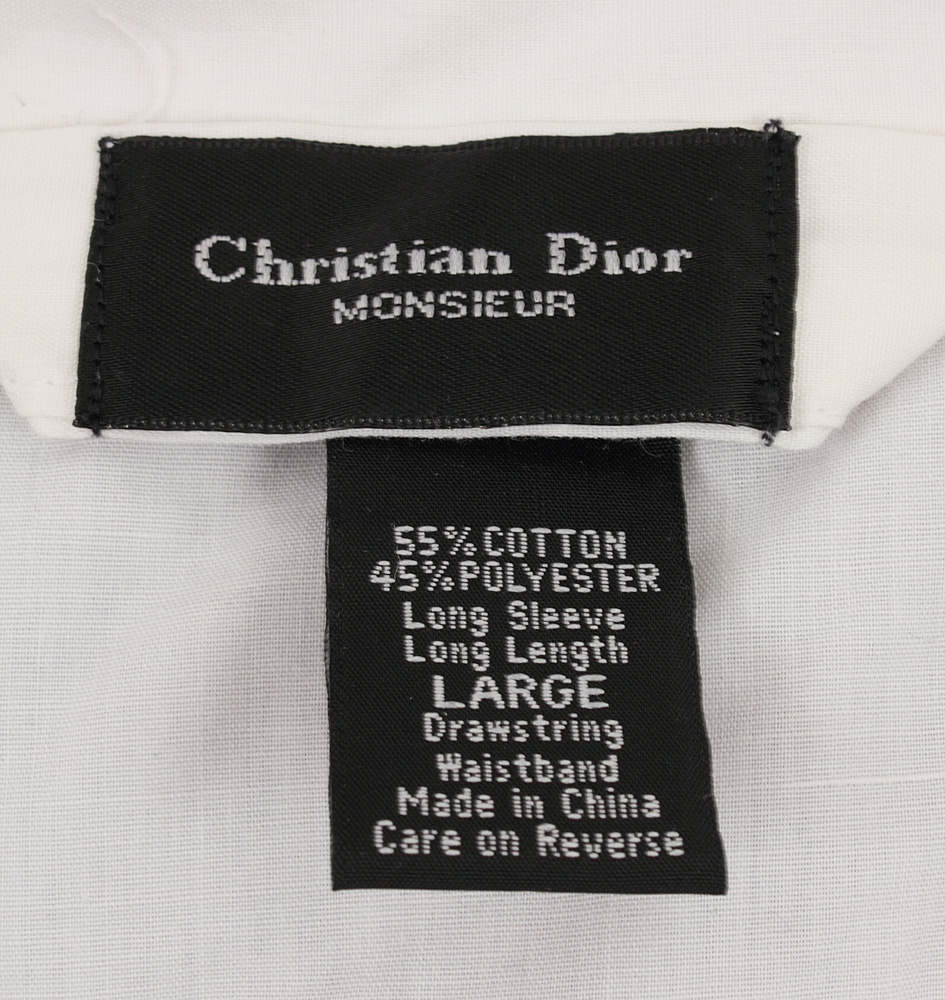 Christian Dior
MONSIEUR
55% COTTON
45% POLYESTER
Long Sleeve
Long Length
LARGE
Drawstring
Waistband
Made in China
Care on Reverse